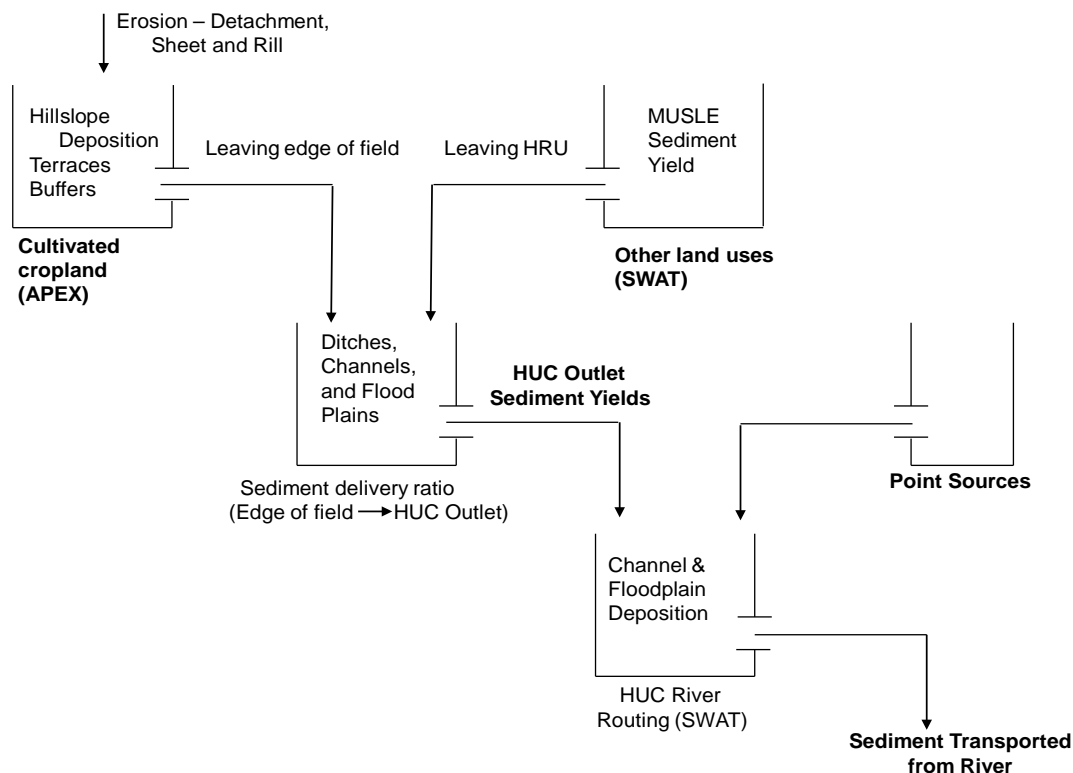 Erosion – Detachment,
Sheet and Rill
Hillslope
Deposition
Terraces
Buffers
Leaving edge of field
Leaving HRU
MUSLE
Sediment
Yield
Cultivated
cropland
(APEX)
Other land uses
(SWAT)
Ditches,
Channels,
and Flood
Plains
HUC Outlet
Sediment Yields
Point Sources
Sediment delivery ratio
(Edge of field → HUC Outlet)
Channel &
Floodplain
Deposition
HUC River
Routing (SWAT)
Sediment Transported
from River